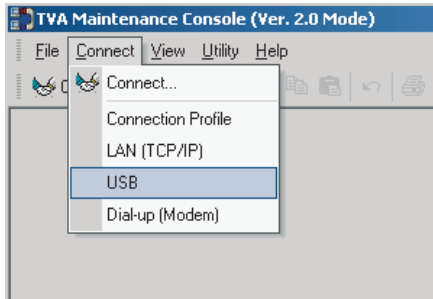 TVA Maintenance Console (Ver. 2.0 Mode)
File Connect View Utility Help
Connect...
Connection Profile
LAN (TCP/IP)
USB
Dial-up (Modem)